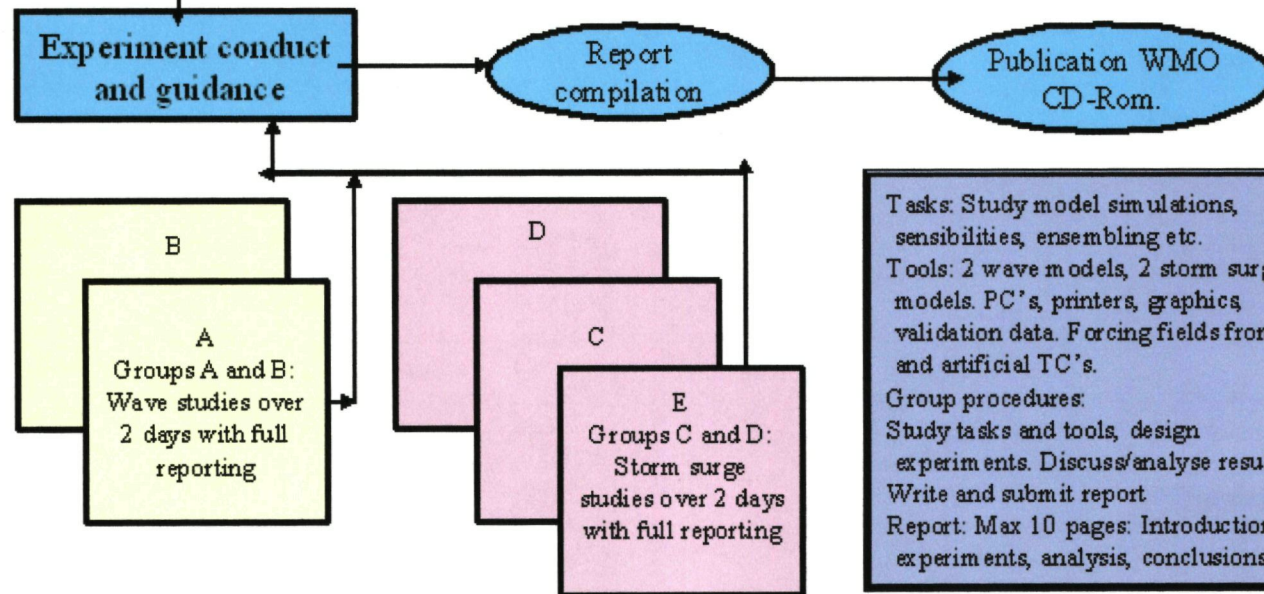 Experiment conduct
and guidance
Report
compilation
Publication WMO
CD-Rom.
B
A
Groups A and B:
Wave studies over
2 days with full
reporting
D
C
E
Groups C and D:
Storm surge
studies over 2 days
with full reporting
Tasks: Study model simulations,
sensibilities, ensembling etc.
Tools: 2 wave models, 2 storm
models. PC's, printers, graphics,
validation data. Forcing fields
and artificial TC's.
Group procedures:
Study tasks and tools, design
experiments. Discuss/analyse
Write and submit report
Report: Max 10 pages: Introduction
experiments, analysis, conclusions